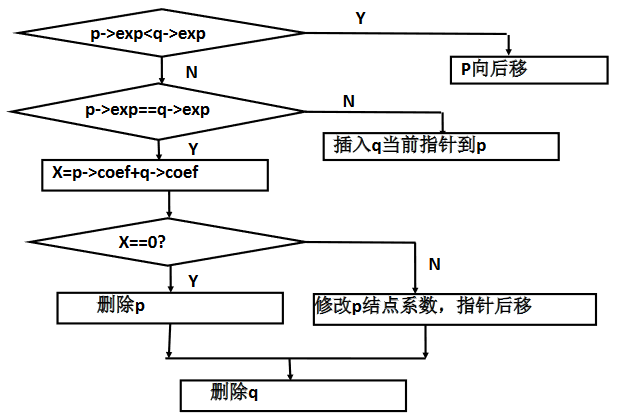 p->exp<q->exp
Y
P向后移
N
p->exp==q->exp
N
插入q当前指针到p
Y
X=p->coef+q->coef
X==0?
N
Y
删除p
修改p结点系数，指针后移
删除q